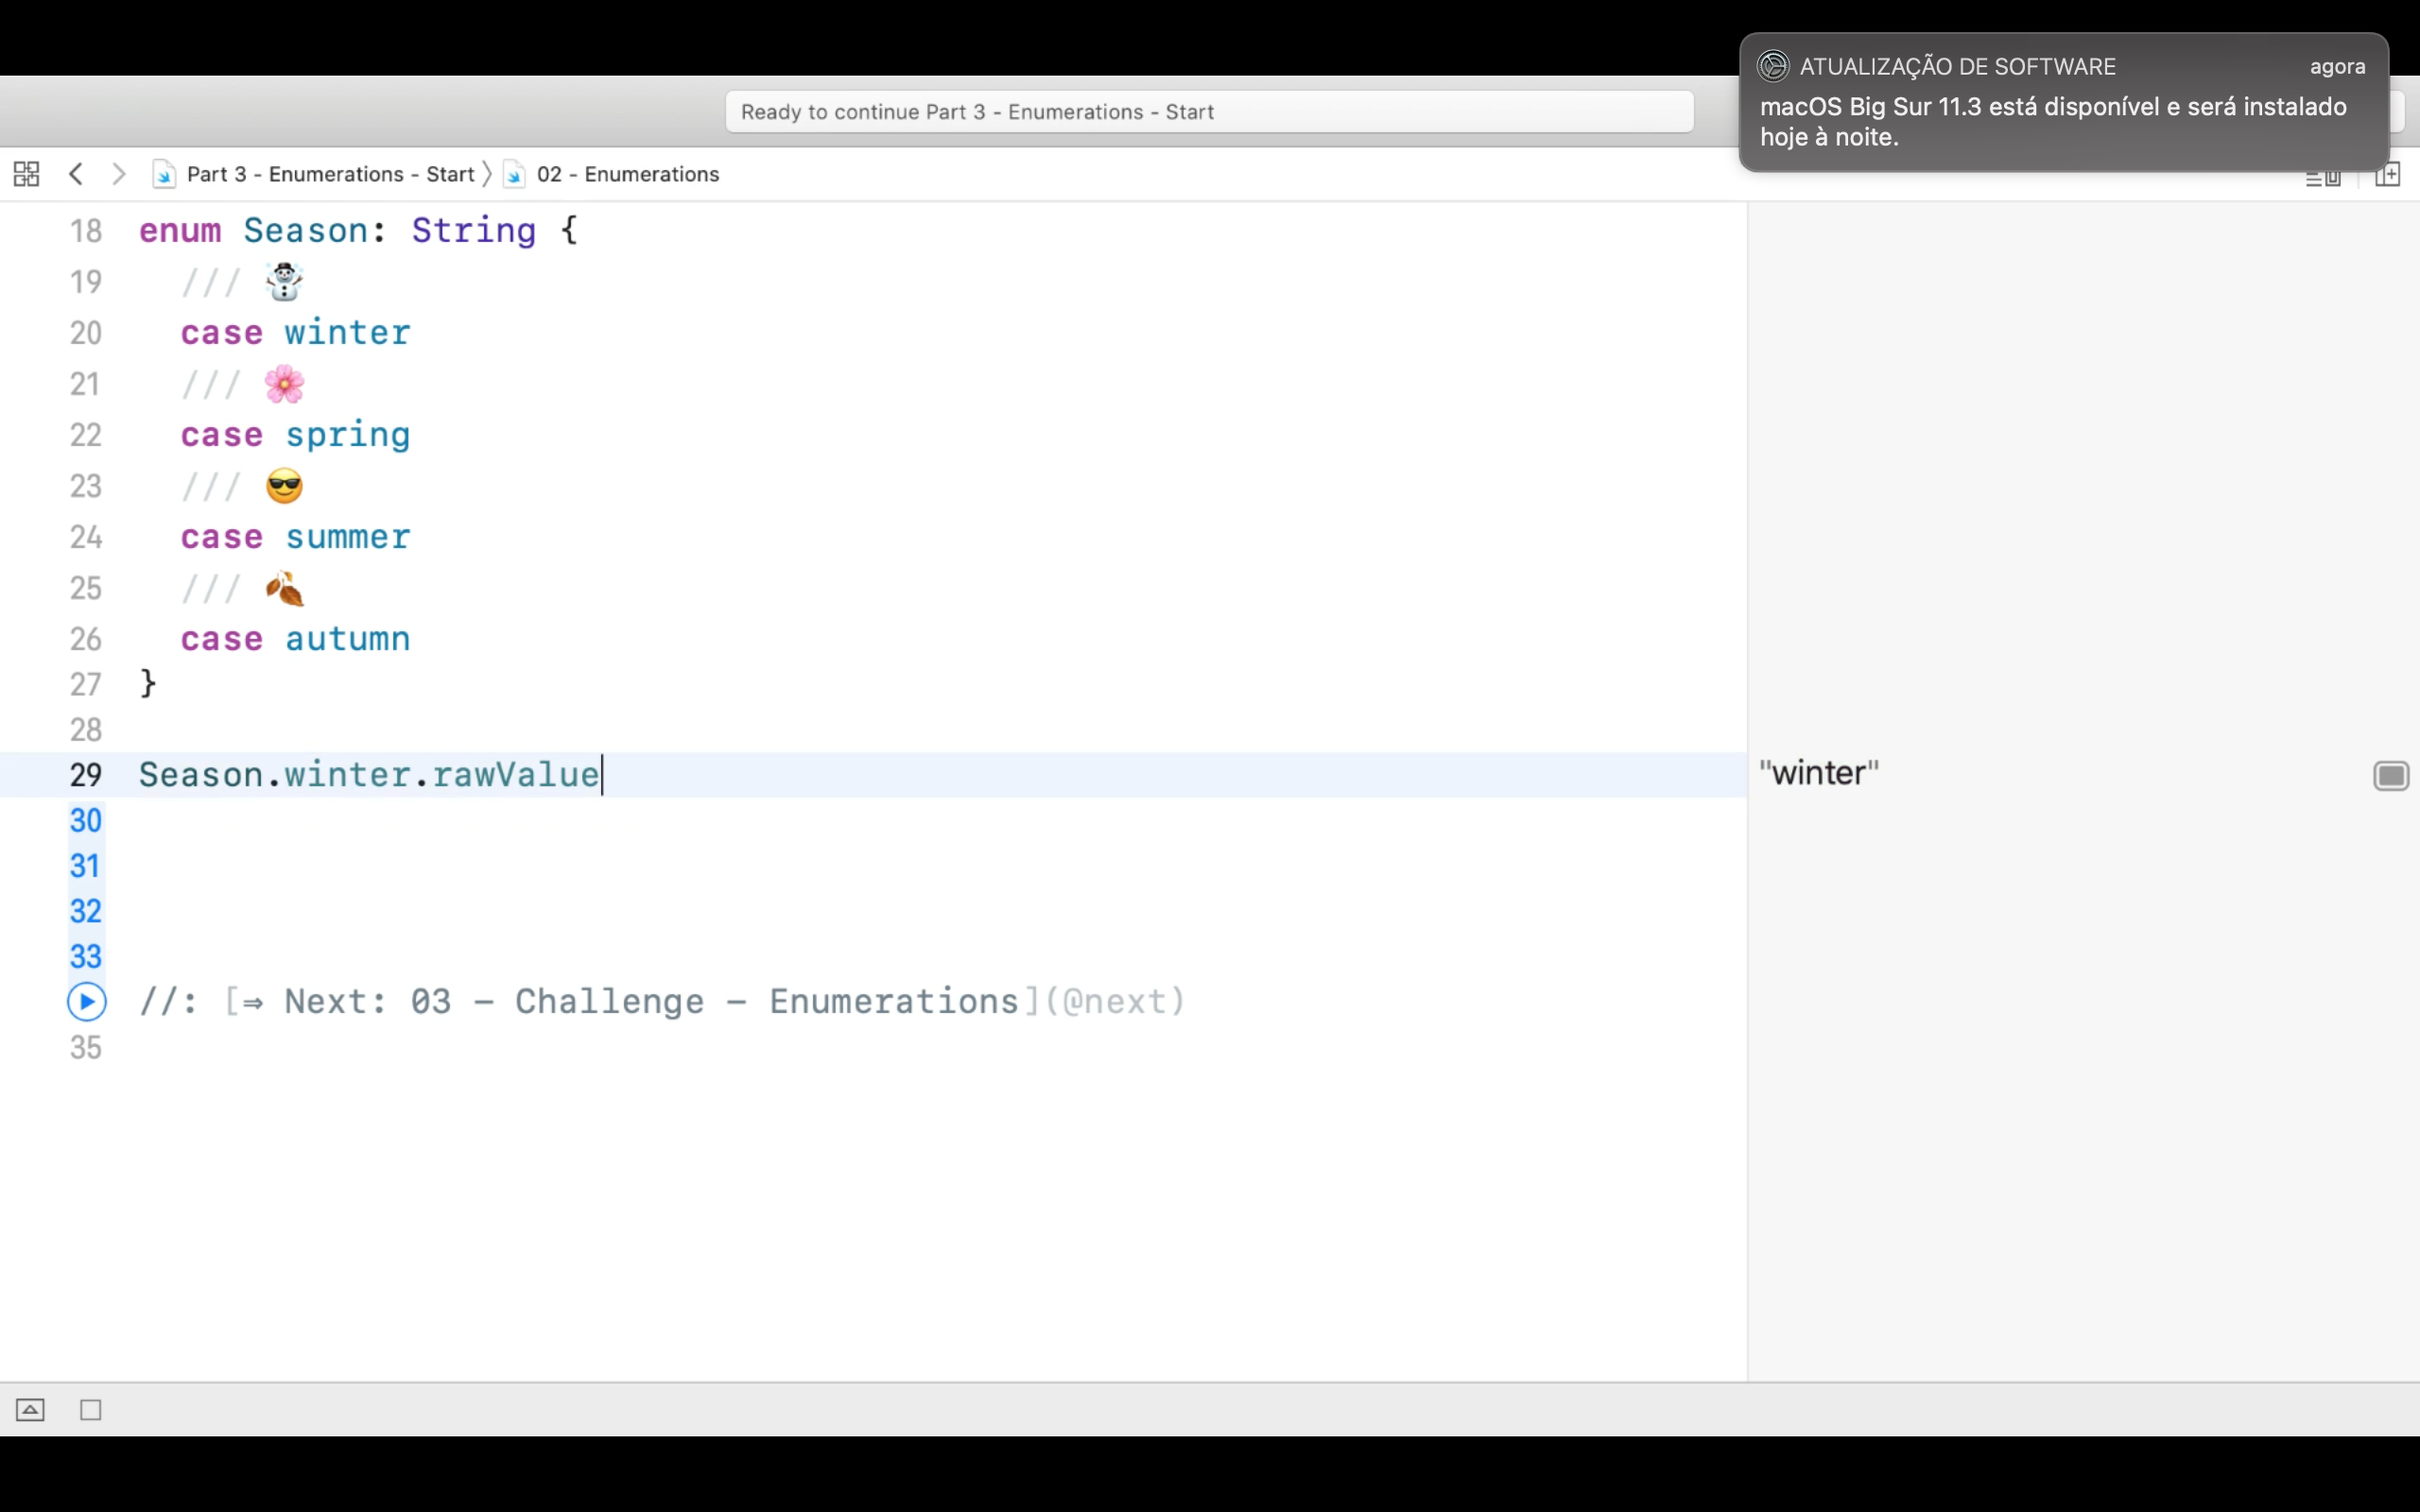 ATUALIZAÇÃO DE SOFTWARE agora
macOS Big Sur 11.3 está disponível e será instalado
hoje à noite.
Ready to continue Part 3 - Enumerations - Start
Part 3 - Enumerations - Start 〉 02 - Enumerations
18 enum Season: String {
19 /// ☃️
20 case winter
21 /// 🌸
22 case spring
23 /// 😎
24 case summer
25 /// 🍂
26 case autumn
27 }
28
29 Season.winter.rawValue "winter"
30
31
32
33
//: [⇒ Next: 03 – Challenge – Enumerations](@next)
35